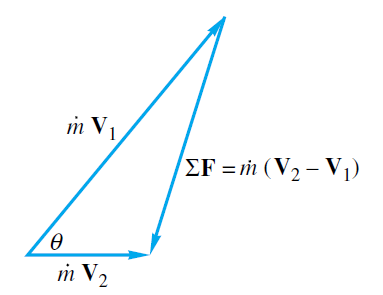 ṁ V₁
ΣF = ṁ (V₂ – V₁)
θ
ṁ V₂